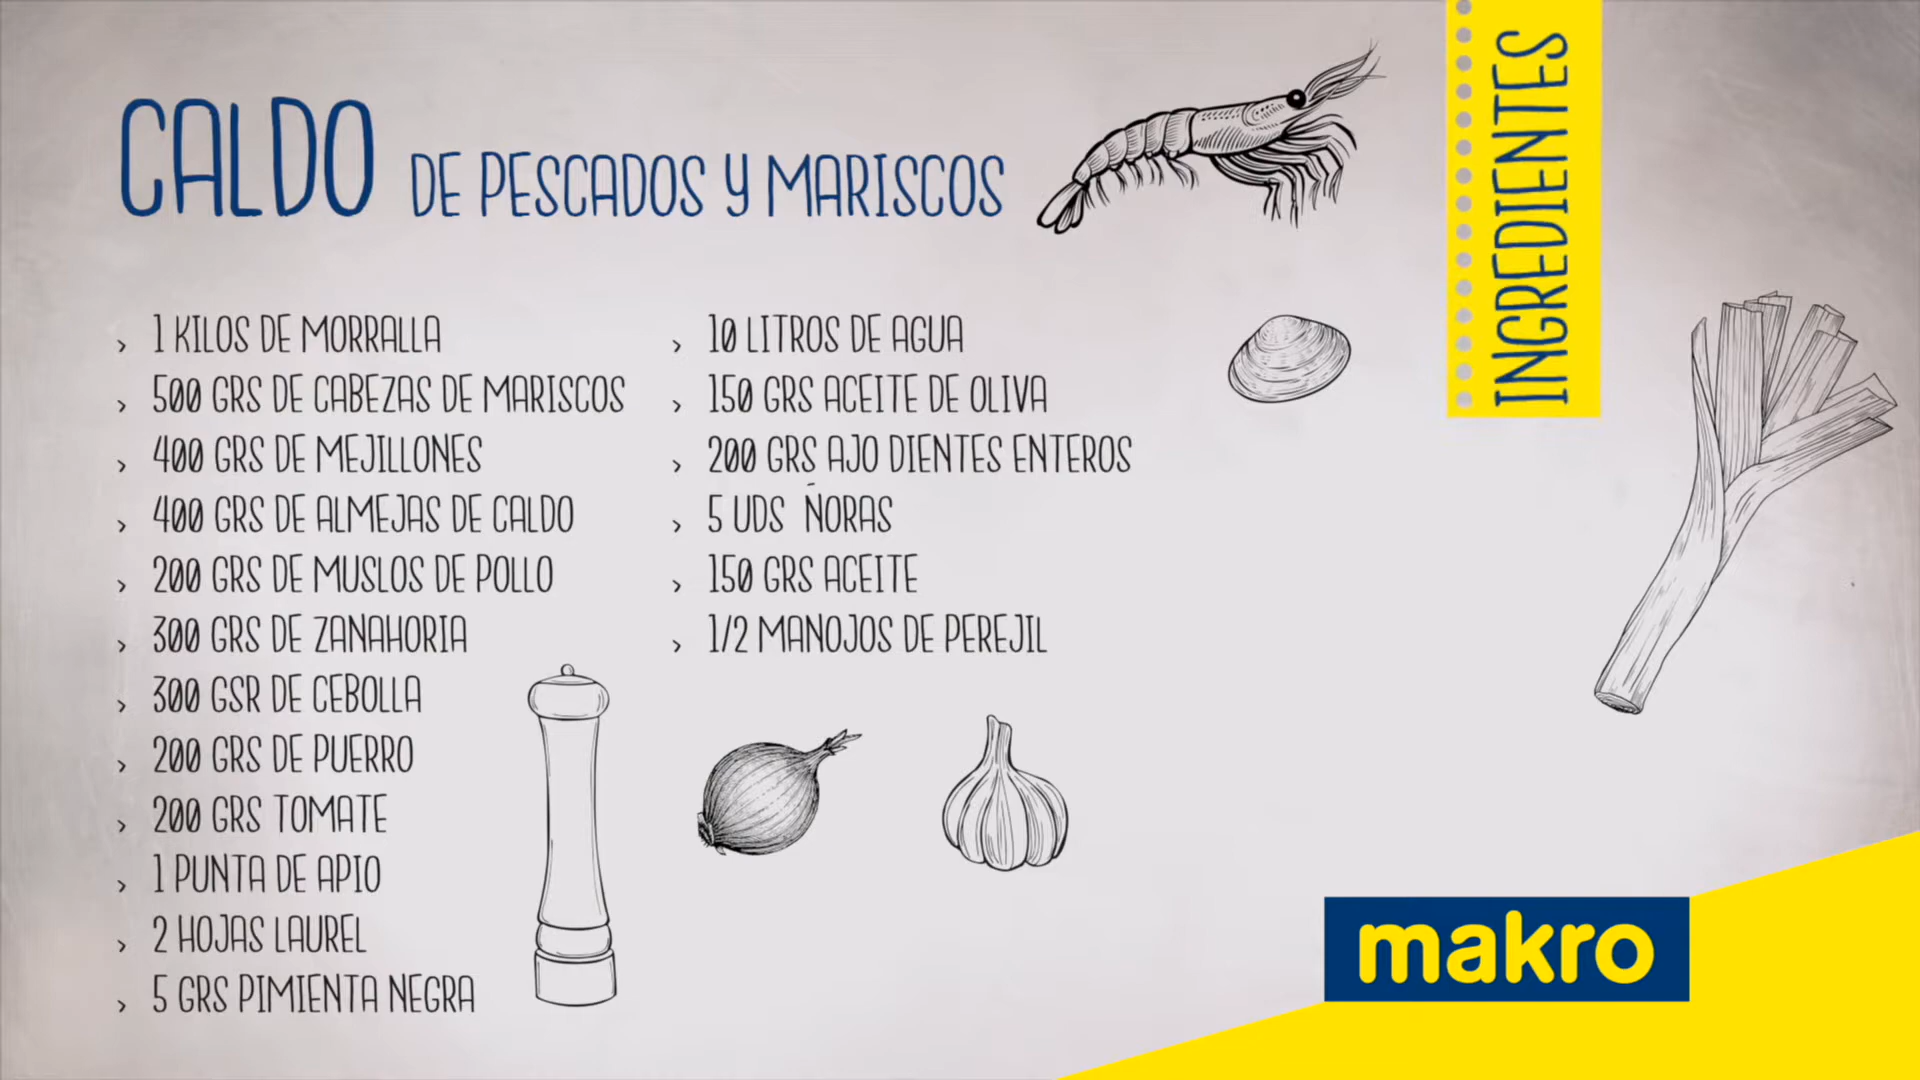 CALDO DE PESCADOS Y MARISCOS
INGREDIENTES
1 KILOS DE MORRALLA
500 GRS DE CABEZAS DE MARISCOS
400 GRS DE MEJILLONES
400 GRS DE ALMEJAS DE CALDO
200 GRS DE MUSLOS DE POLLO
300 GRS DE ZANAHORIA
300 GSR DE CEBOLLA
200 GRS DE PUERRO
200 GRS TOMATE
1 PUNTA DE APIO
2 HOJAS LAUREL
5 GRS PIMIENTA NEGRA
10 LITROS DE AGUA
150 GRS ACEITE DE OLIVA
200 GRS AJO DIENTES ENTEROS
5 UDS ÑORAS
150 GRS ACEITE
1/2 MANOJOS DE PEREJIL
makro